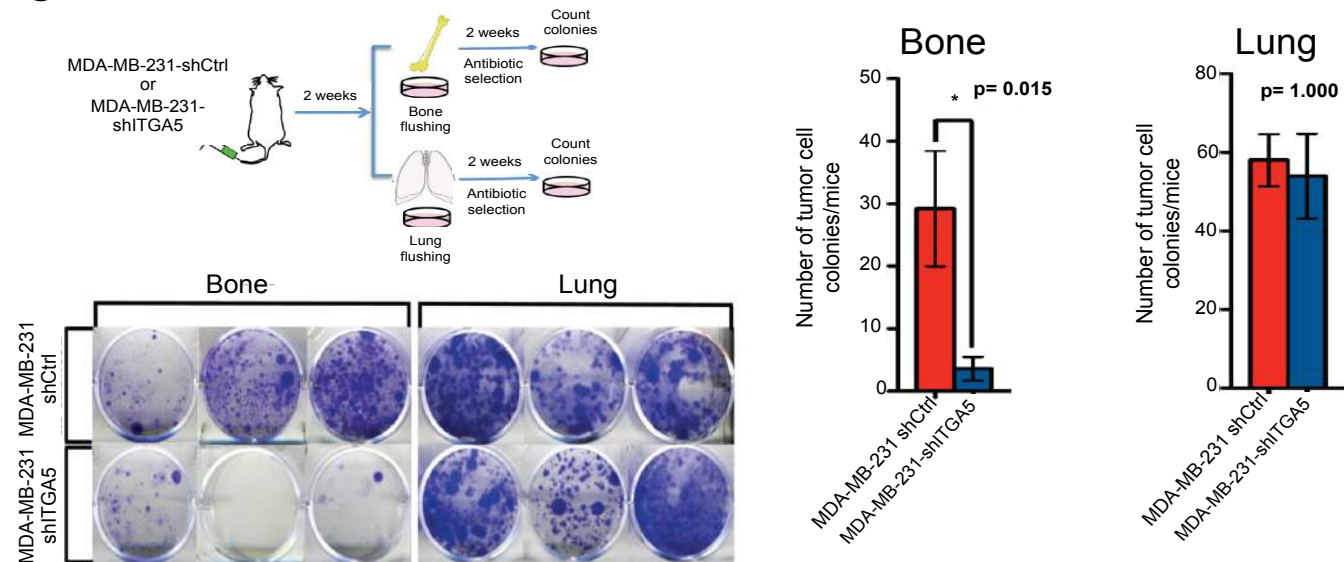 MDA-MB-231-shCtrl
or
MDA-MB-231-
shITGA5
2 weeks
2 weeks
Antibiotic
selection
Count
colonies
Bone
flushing
2 weeks
Antibiotic
selection
Count
colonies
Lung
flushing
Bone
Lung
MDA-MB-231
shCtrl
MDA-MB-231
shITGA5
Bone
Number of tumor cell
colonies/mice
50
40
30
20
10
0
*
p= 0.015
MDA-MB-231 shCtrl
MDA-MB-231-shITGA5
Lung
Number of tumor cell
colonies/mice
80
60
40
20
0
p= 1.000
MDA-MB-231 shCtrl
MDA-MB-231-shITGA5